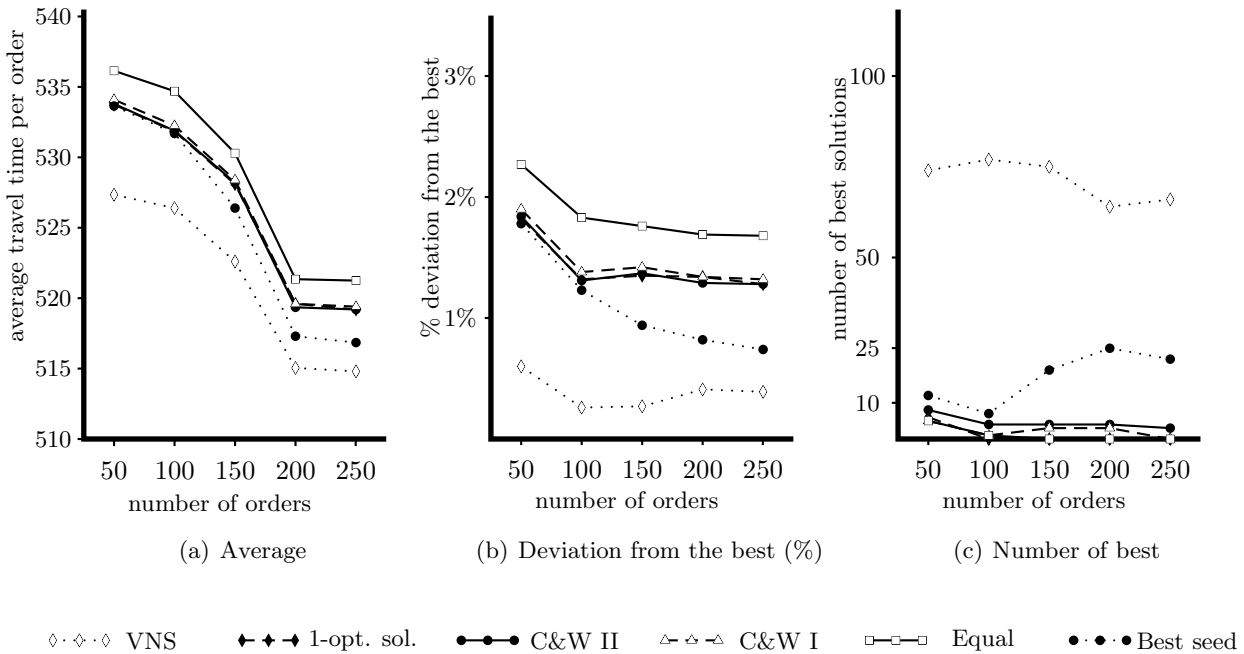 average travel time per order
540
535
530
525
520
515
510
50 100 150 200 250
number of orders
(a) Average
% deviation from the best
3%
2%
1%
50 100 150 200 250
number of orders
(b) Deviation from the best (%)
number of best solutions
100
50
25
10
50 100 150 200 250
number of orders
(c) Number of best
VNS 1-opt. sol. C&W II C&W I Equal Best seed